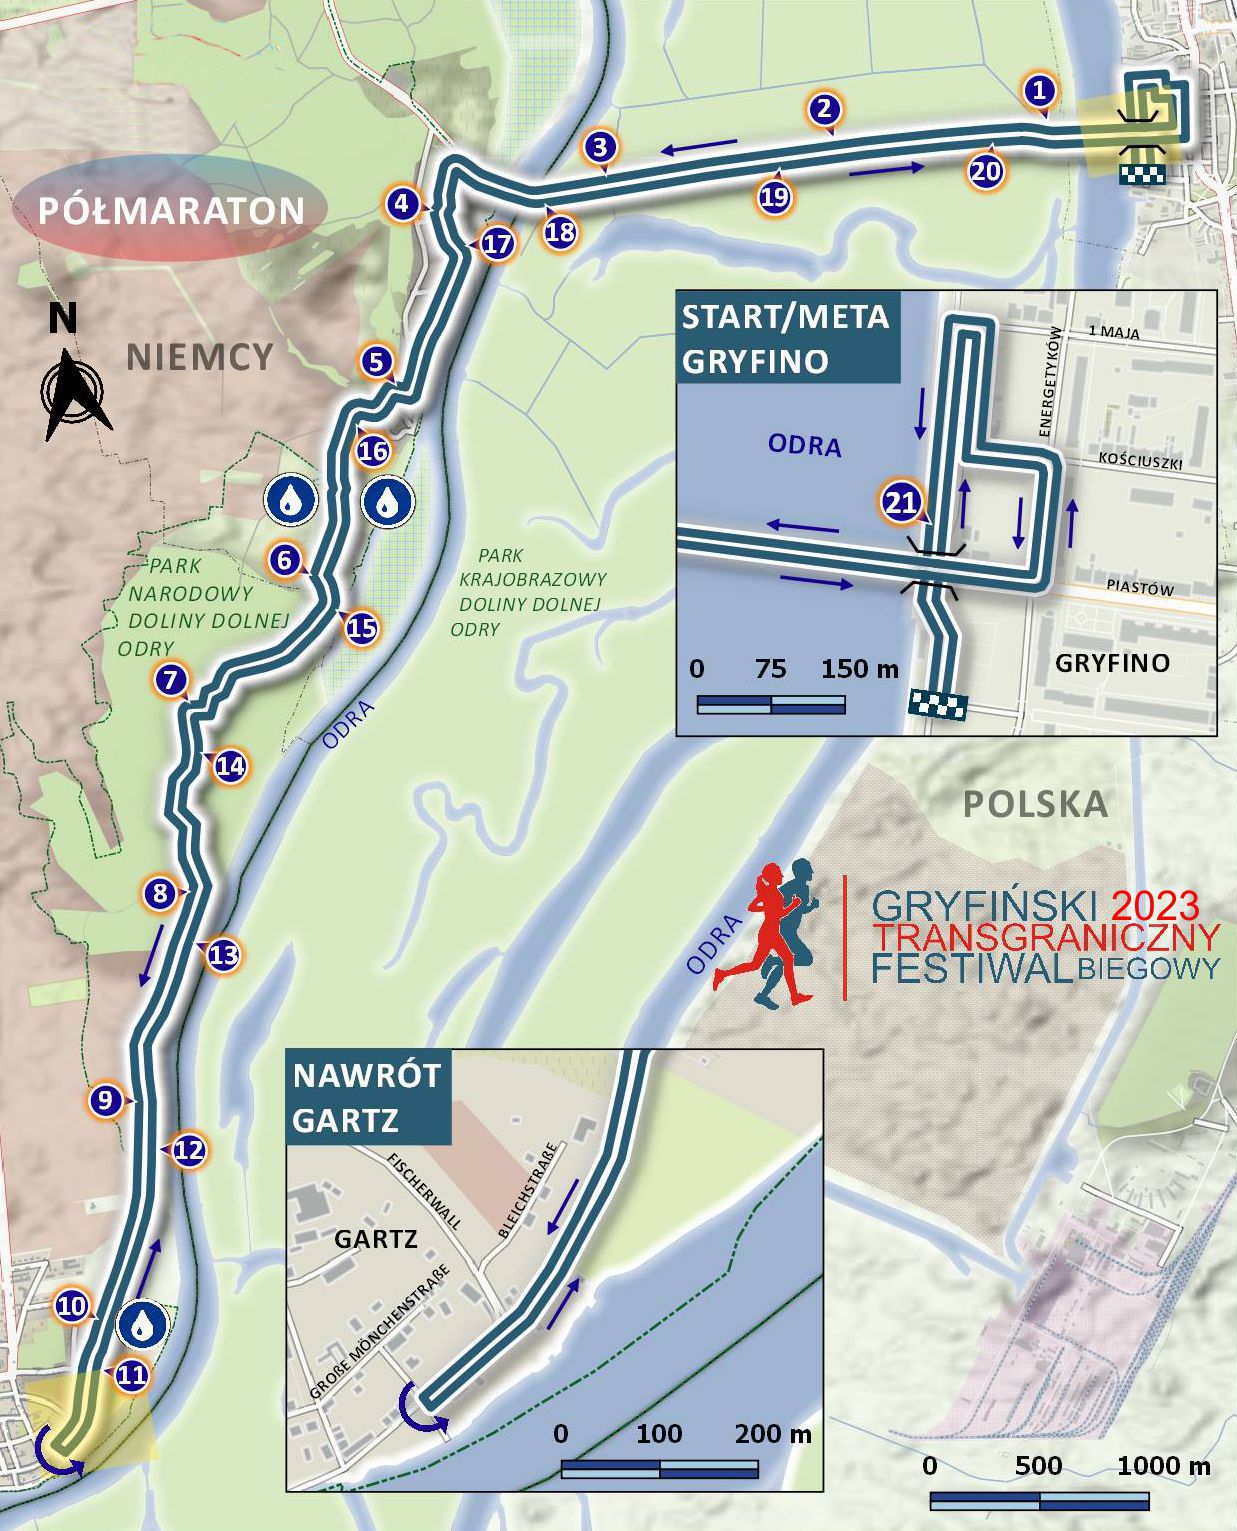 1
2
3
20
19
18
4
17
PÓŁMARATON
N
NIEMCY
5
16
6
15
PARK
NARODOWY
DOLINY DOLNEJ
ODRY
PARK
KRAJOBRAZOWY
DOLINY DOLNEJ
ODRY
7
14
ODRA
START/META
GRYFINO
1 MAJA
ENERGETYKÓW
KOŚCIUSZKI
ODRA
21
PIASTÓW
GRYFINO
0 75 150 m
POLSKA
8
13
ODRA
GRYFIŃSKI 2023
TRANSGRANICZNY
FESTIWAL BIEGOWY
9
12
10
11
NAWRÓT
GARTZ
FISCHERWALL
BLEICHSTRAßE
GARTZ
GROßE MÖNCHENSTRAßE
0 100 200 m
0 500 1000 m